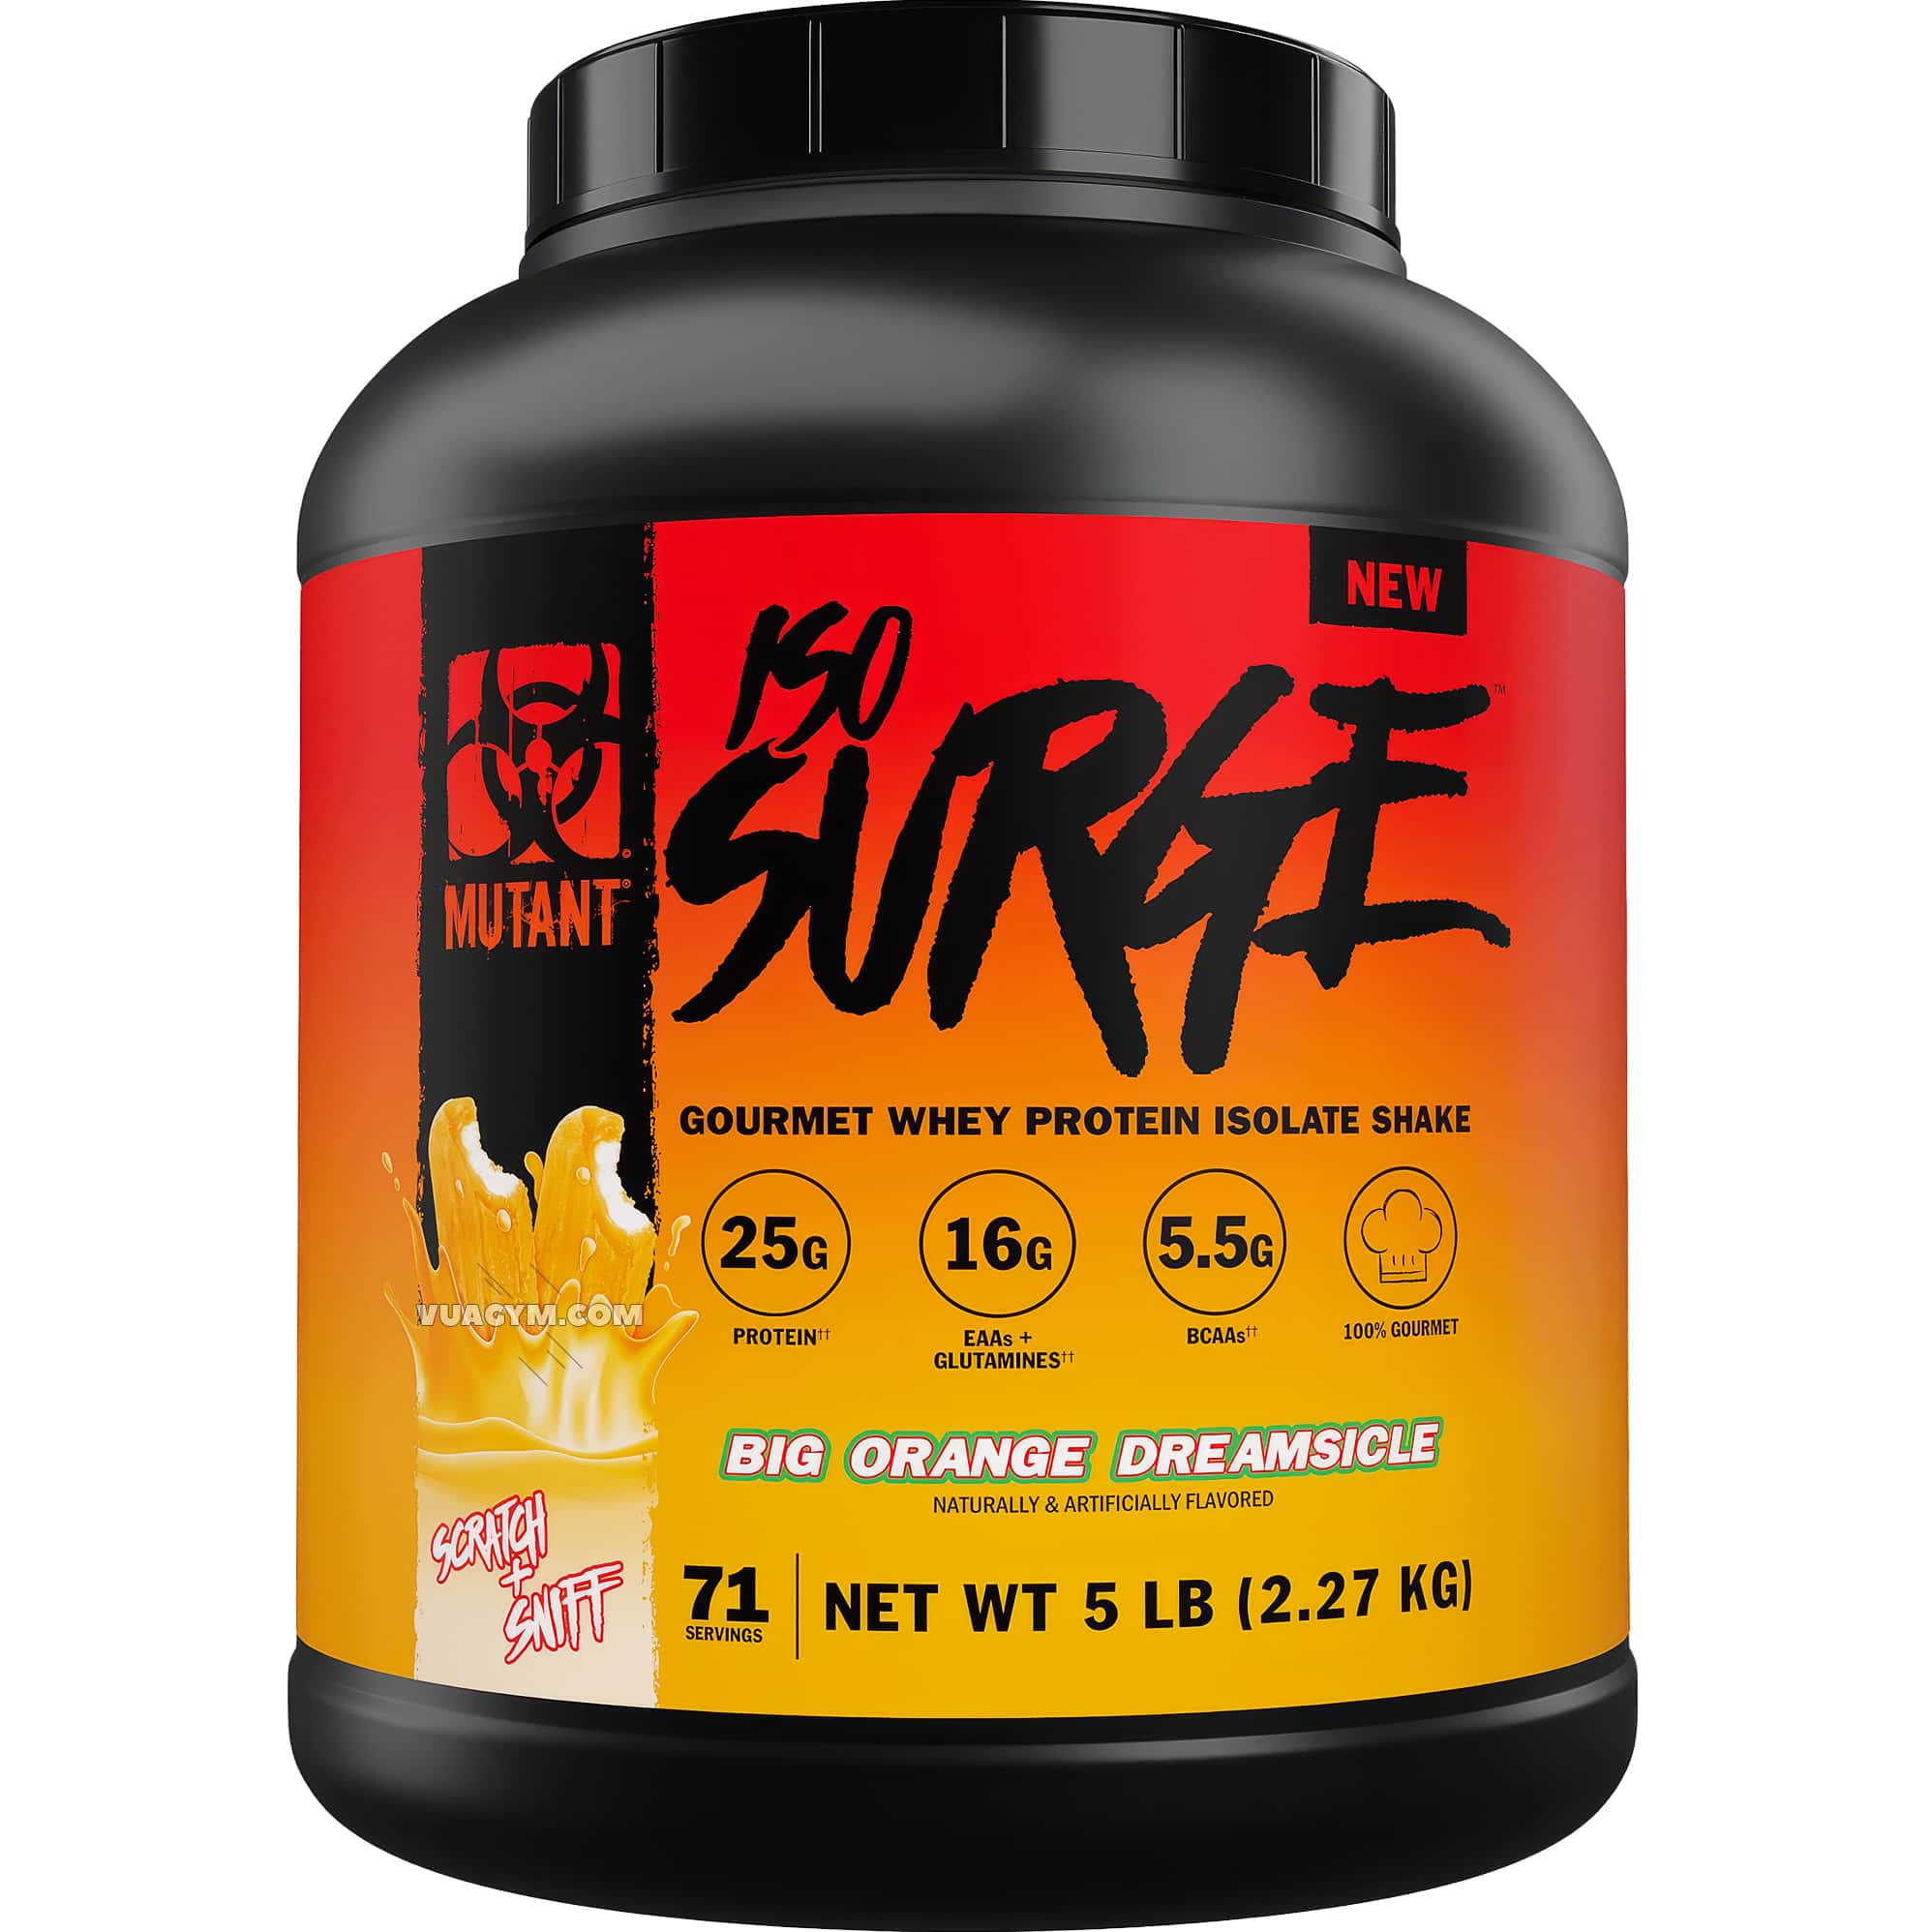 NEW
ISO
SURGE™
MUTANT®
GOURMET WHEY PROTEIN ISOLATE SHAKE
25G
PROTEIN††
16G
EAAs +
GLUTAMINES††
5.5G
BCAAs††
100% GOURMET
VUAGYM.COM
BIG ORANGE DREAMSICLE
NATURALLY & ARTIFICIALLY FLAVORED
SCRATCH
+
SNIFF
71
SERVINGS
NET WT 5 LB (2.27 KG)